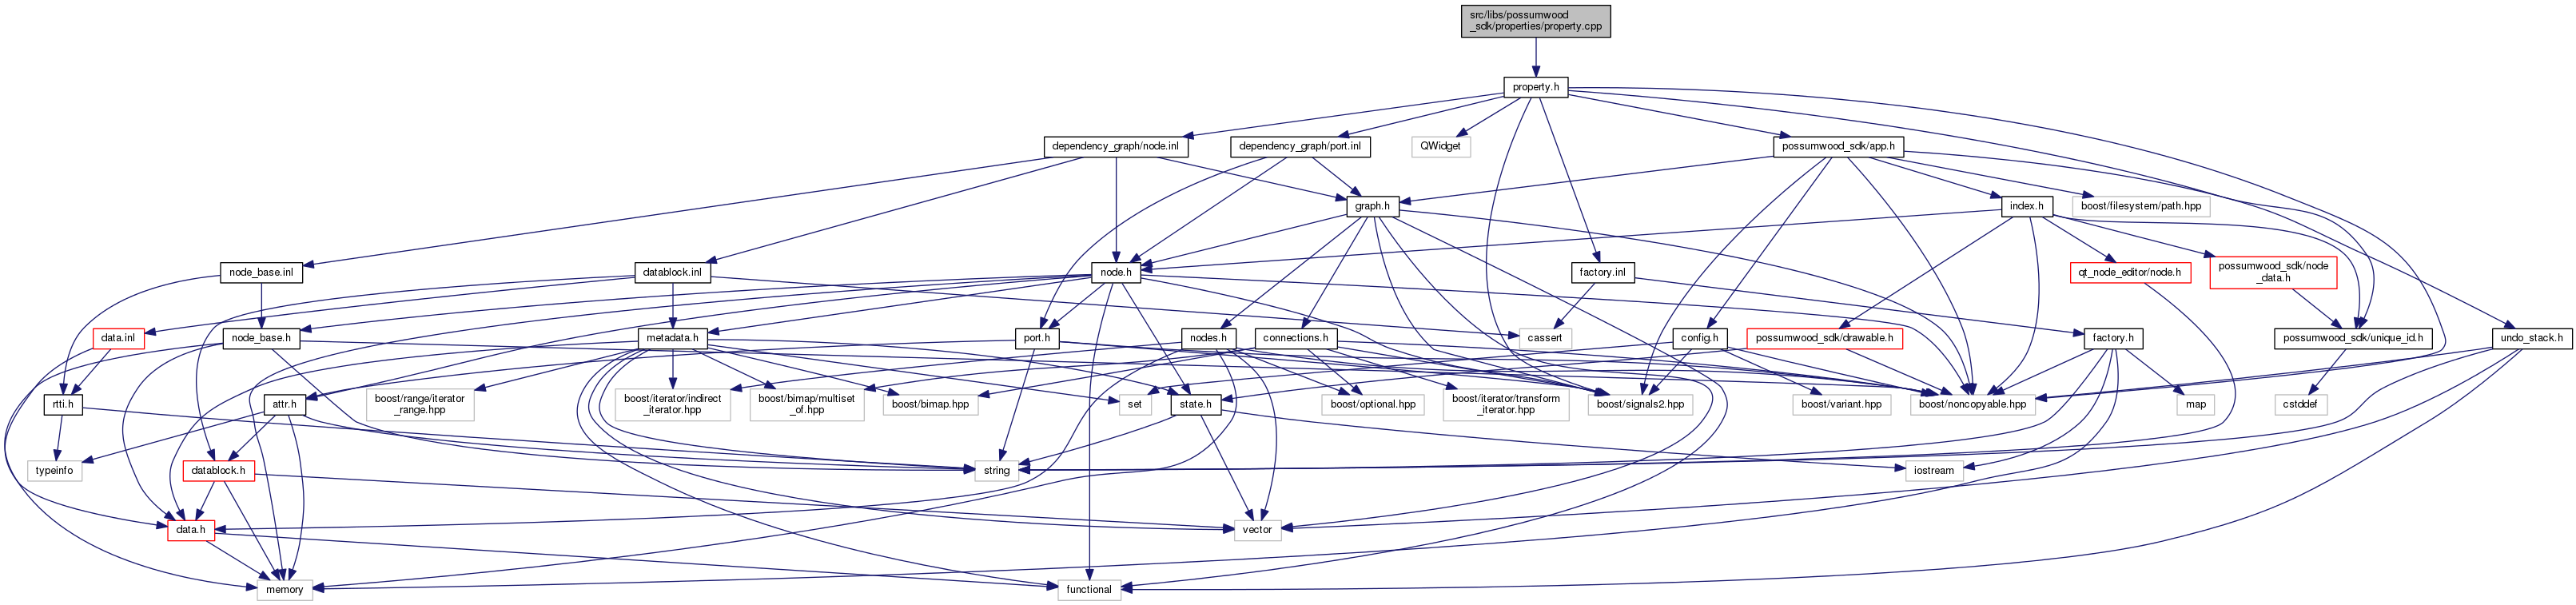 src/libs/possumwood
_sdk/properties/property.cpp
property.h
dependency_graph/node.inl
dependency_graph/port.inl
QWidget
possumwood_sdk/app.h
graph.h
index.h
boost/filesystem/path.hpp
node_base.inl
datablock.inl
node.h
factory.inl
qt_node_editor/node.h
possumwood_sdk/node
_data.h
data.inl
node_base.h
metadata.h
port.h
nodes.h
connections.h
cassert
config.h
possumwood_sdk/drawable.h
factory.h
possumwood_sdk/unique_id.h
undo_stack.h
rtti.h
attr.h
boost/range/iterator
_range.hpp
boost/iterator/indirect
_iterator.hpp
boost/bimap/multiset
_of.hpp
boost/bimap.hpp
set
state.h
boost/optional.hpp
boost/iterator/transform
_iterator.hpp
boost/signals2.hpp
boost/variant.hpp
boost/noncopyable.hpp
map
cstddef
typeinfo
datablock.h
string
iostream
data.h
vector
memory
functional